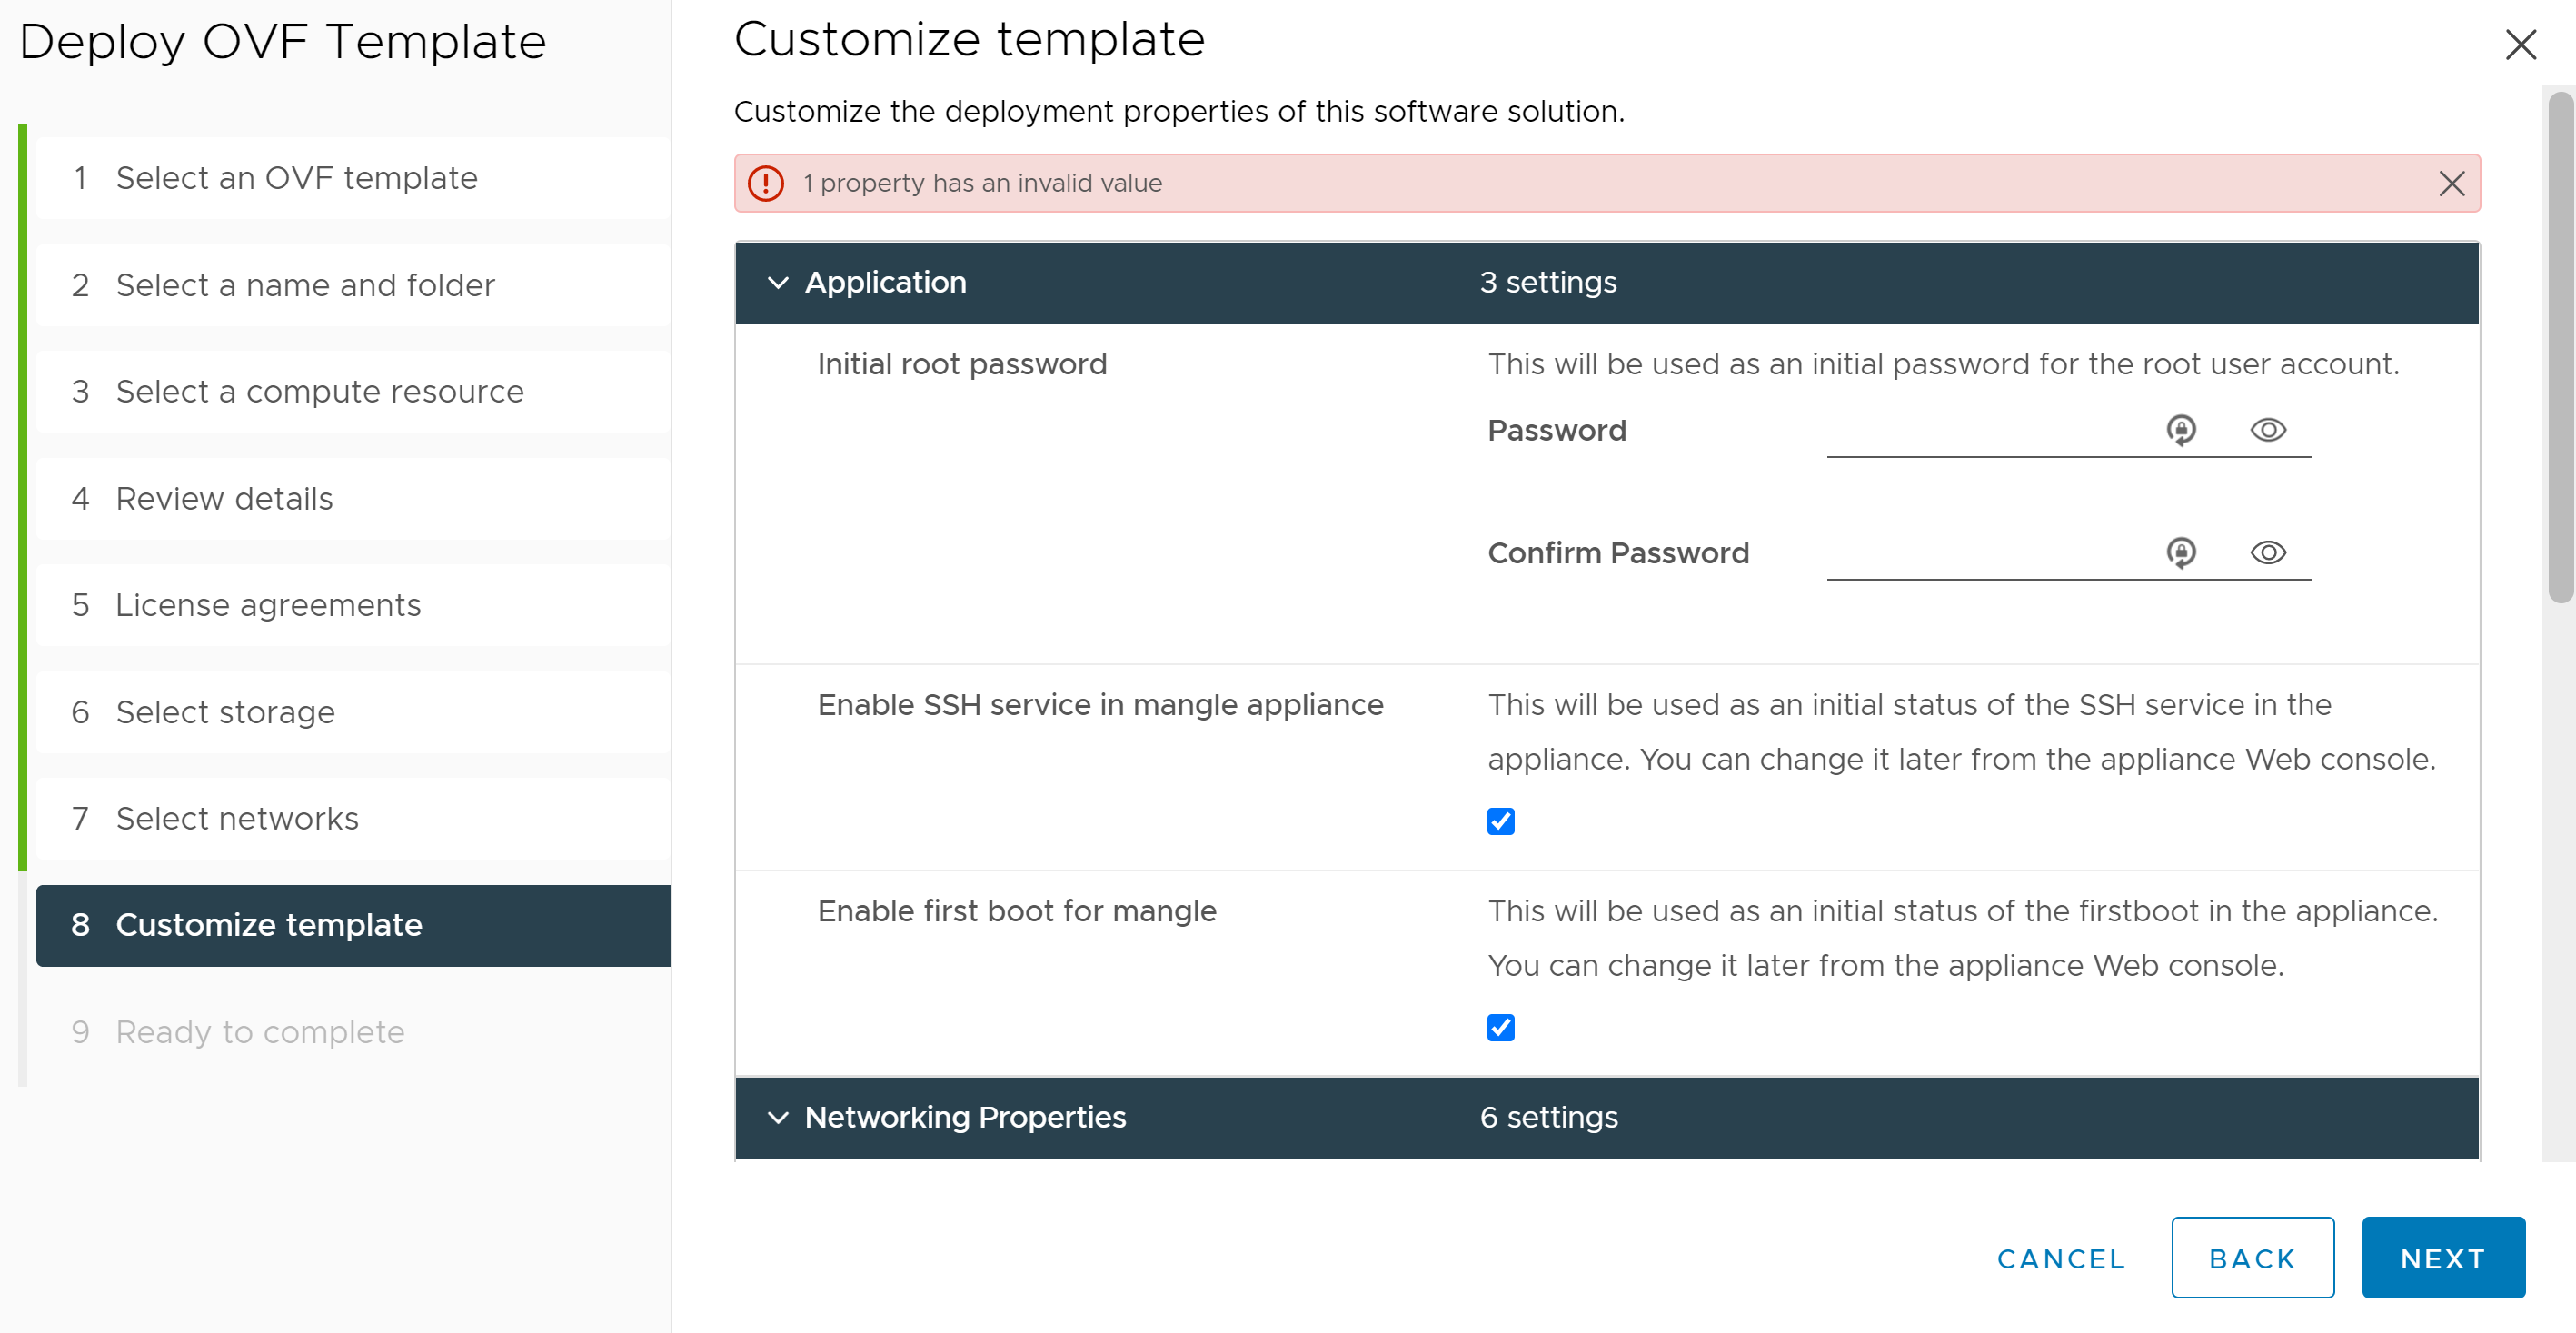 Deploy OVF Template
1 Select an OVF template
2 Select a name and folder
3 Select a compute resource
4 Review details
5 License agreements
6 Select storage
7 Select networks
8 Customize template
9 Ready to complete
Customize template
Customize the deployment properties of this software solution.
1 property has an invalid value
Application 3 settings
Initial root password This will be used as an initial password for the root user account.
Password
Confirm Password
Enable SSH service in mangle appliance This will be used as an initial status of the SSH service in the
appliance. You can change it later from the appliance Web console.
Enable first boot for mangle This will be used as an initial status of the firstboot in the appliance.
You can change it later from the appliance Web console.
Networking Properties 6 settings
CANCEL BACK NEXT